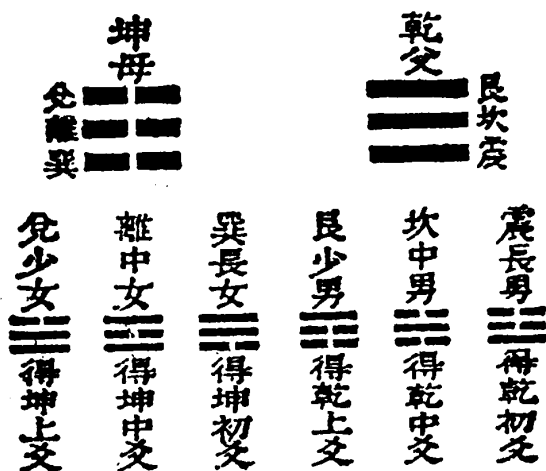 乾父
艮坎震
坤母
兌離巽
震長男
得乾初爻
坎中男
得乾中爻
艮少男
得乾上爻
巽長女
得坤初爻
離中女
得坤中爻
兌少女
得坤上爻